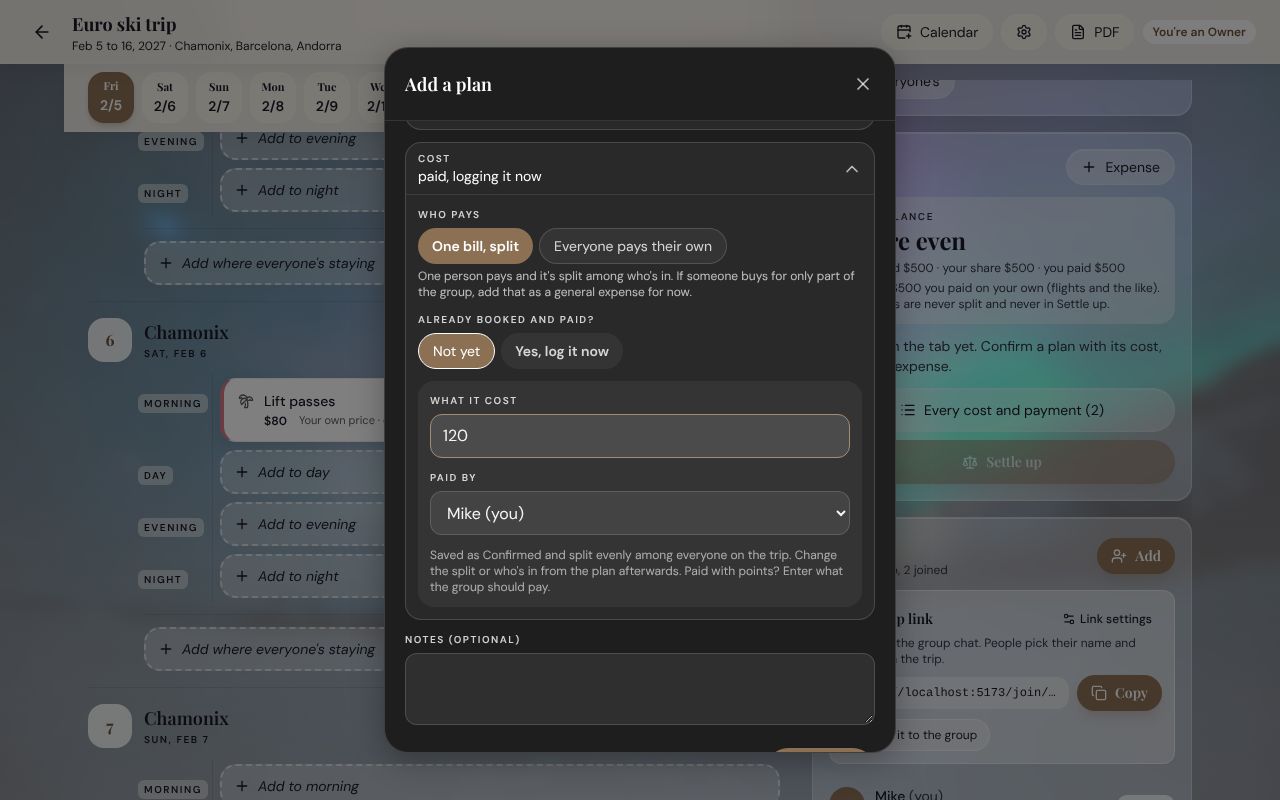 Euro ski trip
Feb 5 to 16, 2027 · Chamonix, Barcelona, Andorra
Calendar
PDF
You're an Owner
Fri
2/5
Sat
2/6
Sun
2/7
Mon
2/8
Tue
2/9
EVENING
Add to evening
NIGHT
Add to night
Add where everyone's staying
6
Chamonix
SAT, FEB 6
MORNING
Lift passes
$80 Your own price ·
DAY
Add to day
EVENING
Add to evening
NIGHT
Add to night
Add where everyone's staying
7
Chamonix
SUN, FEB 7
MORNING
Add to morning
Add a plan
COST
paid, logging it now
WHO PAYS
One bill, split
Everyone pays their own
One person pays and it's split among who's in. If someone buys for only part of
the group, add that as a general expense for now.
ALREADY BOOKED AND PAID?
Not yet
Yes, log it now
WHAT IT COST
120
PAID BY
Mike (you)
Saved as Confirmed and split evenly among everyone on the trip. Change
the split or who's in from the plan afterwards. Paid with points? Enter what
the group should pay.
NOTES (OPTIONAL)
Expense
even
$500 · your share $500 · you paid $500
$500 you paid on your own (flights and the like).
are never split and never in Settle up.
the tab yet. Confirm a plan with its cost,
expense.
Every cost and payment (2)
Settle up
2 joined
Add
link
Link settings
the group chat. People pick their name and
the trip.
/localhost:5173/join/…
Copy
it to the group
Mike (you)